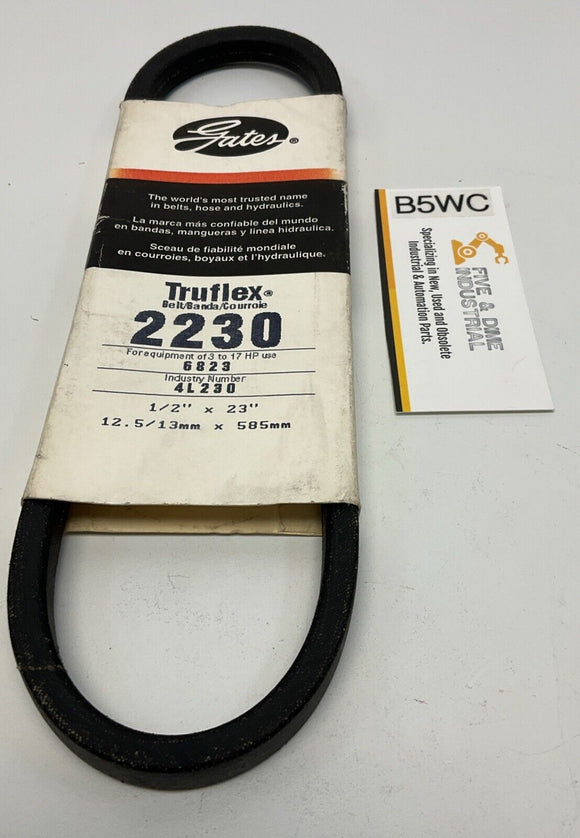 Gates®
The world's most trusted name
in belts, hose and hydraulics.
La marca más confiable del mundo
en bandas, mangueras y linea hidraulica.
Sceau de fiabilité mondiale
en courroies, boyaux et l'hydraulique.
Truflex®
Belt/Banda/Courroie
2230
For equipment of 3 to 17 HP use
6823
Industry Number
4L230
1/2" x 23"
12.5/13mm x 585mm
B5WC
FIVE & DIME
INDUSTRIAL
Specializing in New, Used and Obsolete
Industrial & Automation Parts.